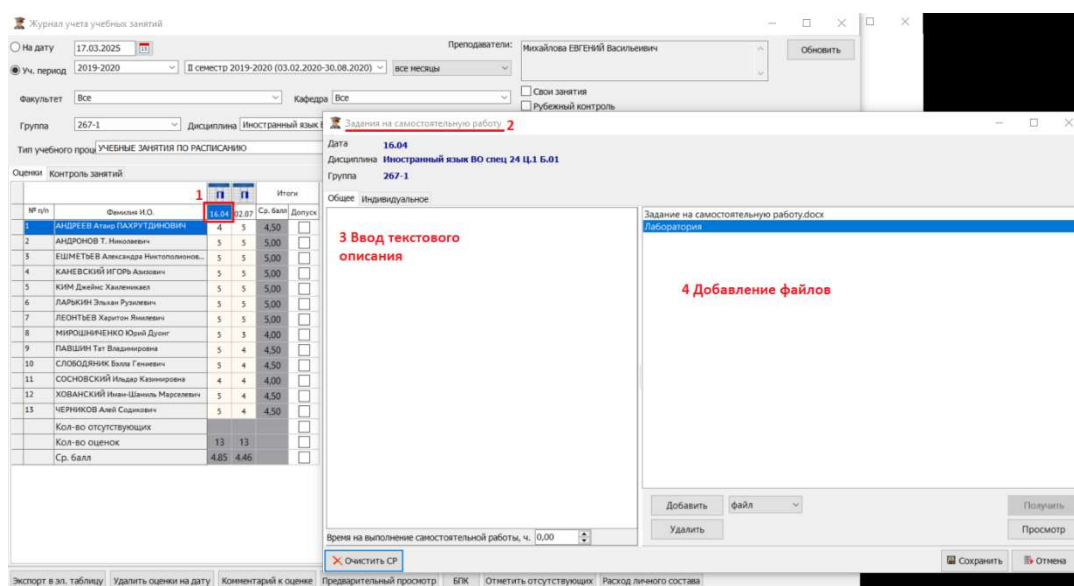 Журнал учета учебных занятий
На дату 17.03.2025
Преподаватели: Михайлова ЕВГЕНИЙ Васильеивич
Обновить
Уч. период 2019-2020 II семестр 2019-2020 (03.02.2020-30.08.2020) все месяцы
Свои занятия
Факультет Все Кафедра Все
Рубежный контроль
Группа 267-1 Дисциплина Иностранный язык
Тип учебного проц УЧЕБНЫЕ ЗАНЯТИЯ ПО РАСПИСАНИЮ
Оценки Контроль занятий
1 П П Итоги
№ п/п Фамилия И.О. 16.04 02.07 Ср. балл Допуск
1 АНДРЕЕВ Атаир ПАХРУТДИНОВИЧ 4 5 4,50
2 АНДРОНОВ Т. Николаевич 5 5 5,00
3 ЕШМЕТЬЕВ Александра Никтополионов... 5 5 5,00
4 КАНЕВСКИЙ ИГОРЬ Азизович 5 5 5,00
5 КИМ Джеймс Хаилемикаел 5 5 5,00
6 ЛАРЬКИН Эльхан Рузилевич 5 5 5,00
7 ЛЕОНТЬЕВ Харитон Ямилевич 5 5 5,00
8 МИРОШНИЧЕНКО Юрий Дуонг 5 3 4,00
9 ПАВШИН Тат Владимировна 5 4 4,50
10 СЛОБОДЯНИК Бэлла Гениевич 5 4 4,50
11 СОСНОВСКИЙ Ильдар Казимировна 4 4 4,00
12 ХОВАНСКИЙ Инан-Шамиль Марселевич 5 4 4,50
13 ЧЕРНИКОВ Алей Содикович 5 4 4,50
Кол-во отсутствующих
Кол-во оценок 13 13
Ср. балл 4.85 4.46
Экспорт в эл. таблицу Удалить оценки на дату Комментарий к оценке Предварительный просмотр БПК Отметить отсутствующих Расход личного состава
Задания на самостоятельную работу 2
Дата 16.04
Дисциплина Иностранный язык ВО спец 24 Ц.1 Б.01
Группа 267-1
Общее Индивидуальное
3 Ввод текстового
описания
Задание на самостоятельную работу.docx
Лаборатория
4 Добавление файлов
Добавить файл Получить
Удалить Просмотр
Время на выполнение самостоятельной работы, ч. 0,00
Очистить СР Сохранить Отмена